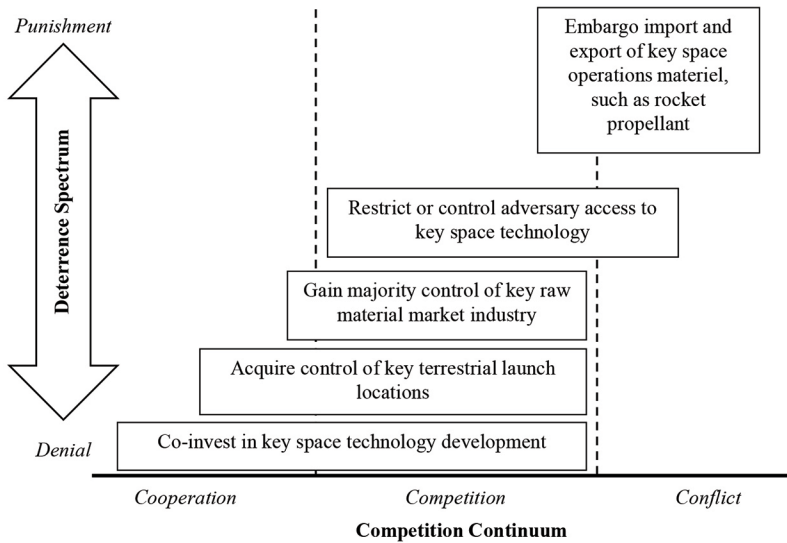 Punishment
Embargo import and
export of key space
operations materiel,
such as rocket
propellant
Deterrence Spectrum
Restrict or control adversary access to
key space technology
Gain majority control of key raw
material market industry
Acquire control of key terrestrial launch
locations
Denial
Co-invest in key space technology development
Cooperation
Competition
Conflict
Competition Continuum